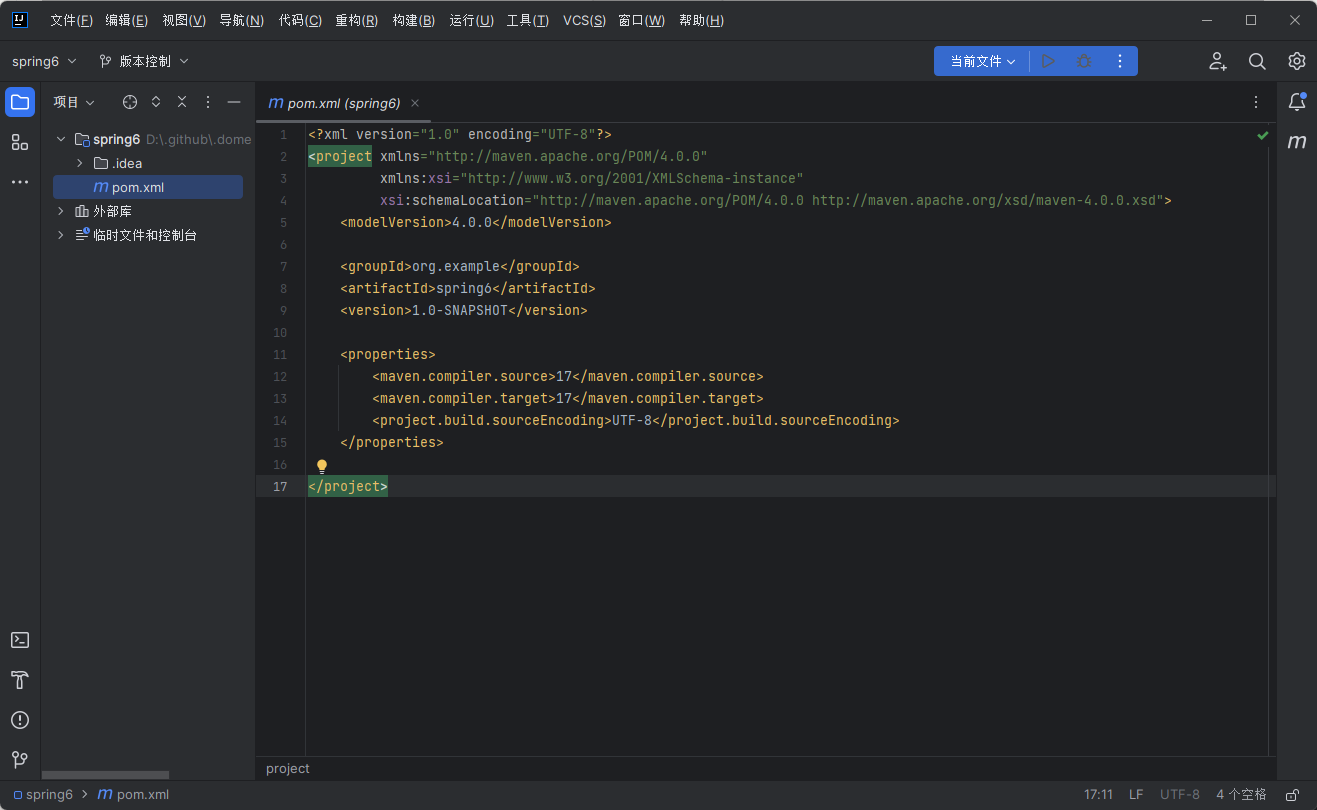 IJ 文件(F) 编辑(E) 视图(V) 导航(N) 代码(C) 重构(R) 构建(B) 运行(U) 工具(T) VCS(S) 窗口(W) 帮助(H)
spring6 版本控制 当前文件
项目
m pom.xml (spring6)
spring6 D:\.github\.dome
.idea
m pom.xml
外部库
临时文件和控制台
1 <?xml version="1.0" encoding="UTF-8"?>
2 <project xmlns="http://maven.apache.org/POM/4.0.0"
3 xmlns:xsi="http://www.w3.org/2001/XMLSchema-instance"
4 xsi:schemaLocation="http://maven.apache.org/POM/4.0.0 http://maven.apache.org/xsd/maven-4.0.0.xsd">
5 <modelVersion>4.0.0</modelVersion>
6
7 <groupId>org.example</groupId>
8 <artifactId>spring6</artifactId>
9 <version>1.0-SNAPSHOT</version>
10
11 <properties>
12 <maven.compiler.source>17</maven.compiler.source>
13 <maven.compiler.target>17</maven.compiler.target>
14 <project.build.sourceEncoding>UTF-8</project.build.sourceEncoding>
15 </properties>
16
17 </project>
m
project
spring6 m pom.xml 17:11 LF UTF-8 4 个空格